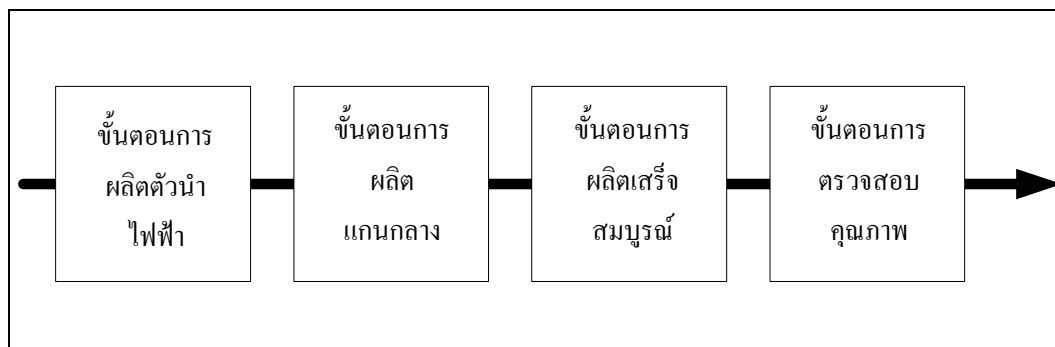 ขั้นตอนการ
ผลิตตัวนำ
ไฟฟ้า
ขั้นตอนการ
ผลิต
แกนกลาง
ขั้นตอนการ
ผลิตเสร็จ
สมบูรณ์
ขั้นตอนการ
ตรวจสอบ
คุณภาพ